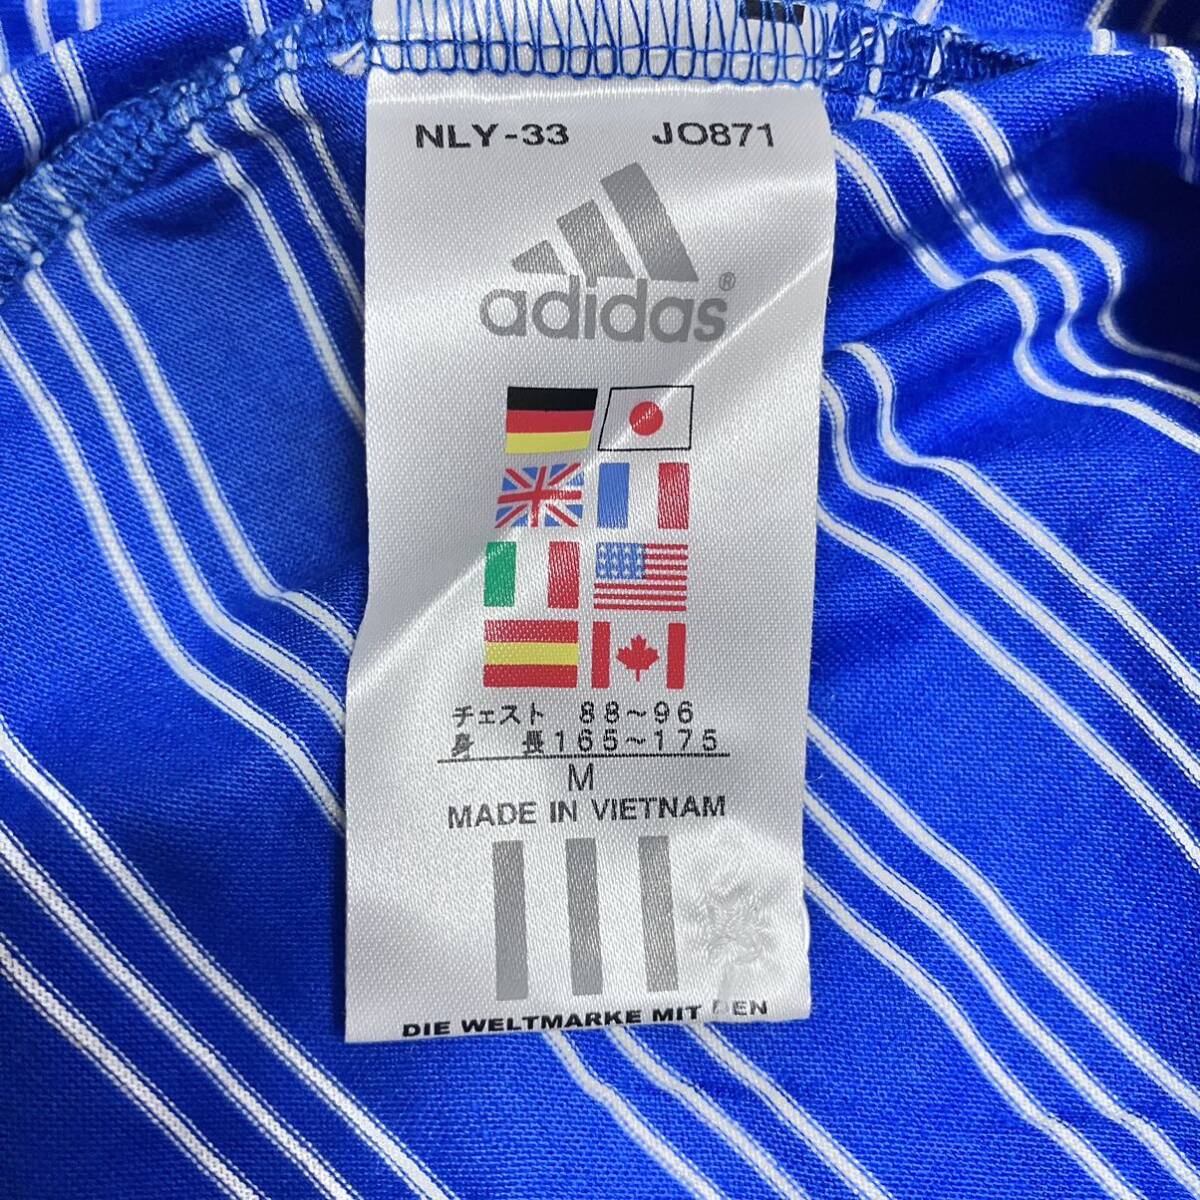 NLY-33 JO871
adidas®
チェスト 88~96
身 長165~175
M
MADE IN VIETNAM
DIE WELTMARKE MIT DEN